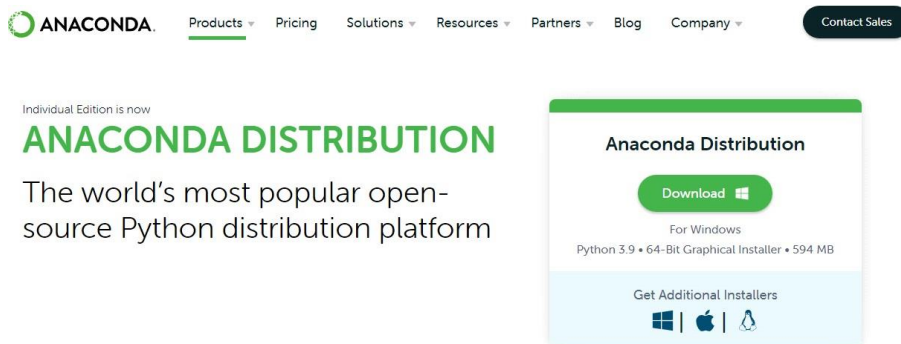 ANACONDA.
Products
Pricing
Solutions
Resources
Partners
Blog
Company
Contact Sales
Individual Edition is now
ANACONDA DISTRIBUTION
The world's most popular open-
source Python distribution platform
Anaconda Distribution
Download
For Windows
Python 3.9 • 64-Bit Graphical Installer • 594 MB
Get Additional Installers
| |